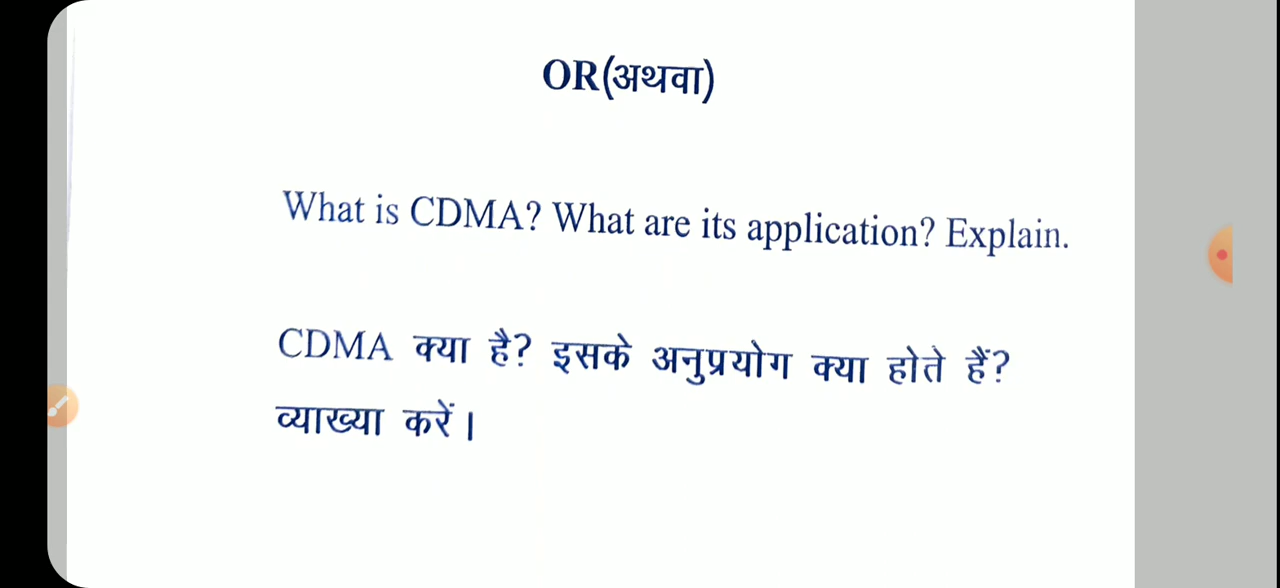 OR(अथवा)
What is CDMA? What are its application? Explain.
CDMA क्या है? इसके अनुप्रयोग क्या होते हैं?
व्याख्या करें।